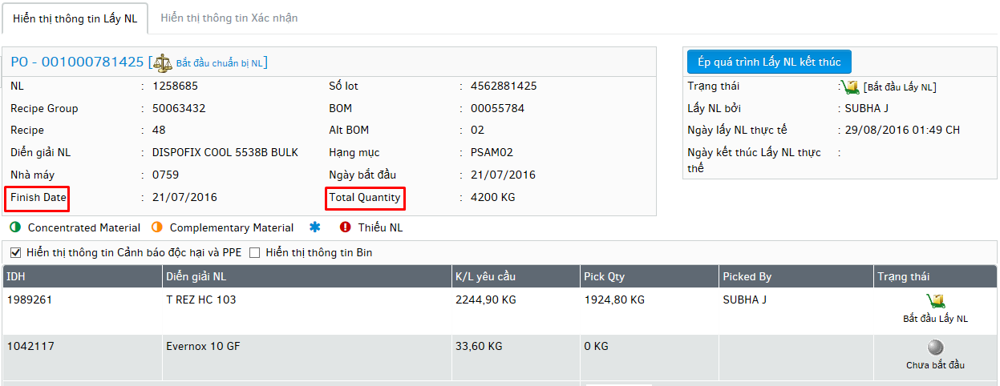 Hiển thị thông tin Lấy NL Hiển thị thông tin Xác nhận
PO - 001000781425 [ Bắt đầu chuẩn bị NL]
NL : 1258685 Số lot : 4562881425
Recipe Group : 50063432 BOM : 00055784
Recipe : 48 Alt BOM : 02
Diển giải NL : DISPOFIX COOL 5538B BULK Hạng mục : PSAM02
Nhà máy : 0759 Ngày bắt đầu : 21/07/2016
Finish Date : 21/07/2016 Total Quantity : 4200 KG
Ép quá trình Lấy NL kết thúc
Trạng thái : [Bắt đầu Lấy NL]
Lấy NL bởi : SUBHA J
Ngày lấy NL thực tế : 29/08/2016 01:49 CH
Ngày kết thúc Lấy NL thực :
thế
Concentrated Material Complementary Material Thiếu NL
Hiển thị thông tin Cảnh báo độc hại và PPE Hiển thị thông tin Bin
IDH Diển giải NL K/L yêu cầu Pick Qty Picked By Trạng thái
1989261 T REZ HC 103 2244,90 KG 1924,80 KG SUBHA J
Bắt đầu Lấy NL
1042117 Evernox 10 GF 33,60 KG 0 KG
Chưa bắt đầu